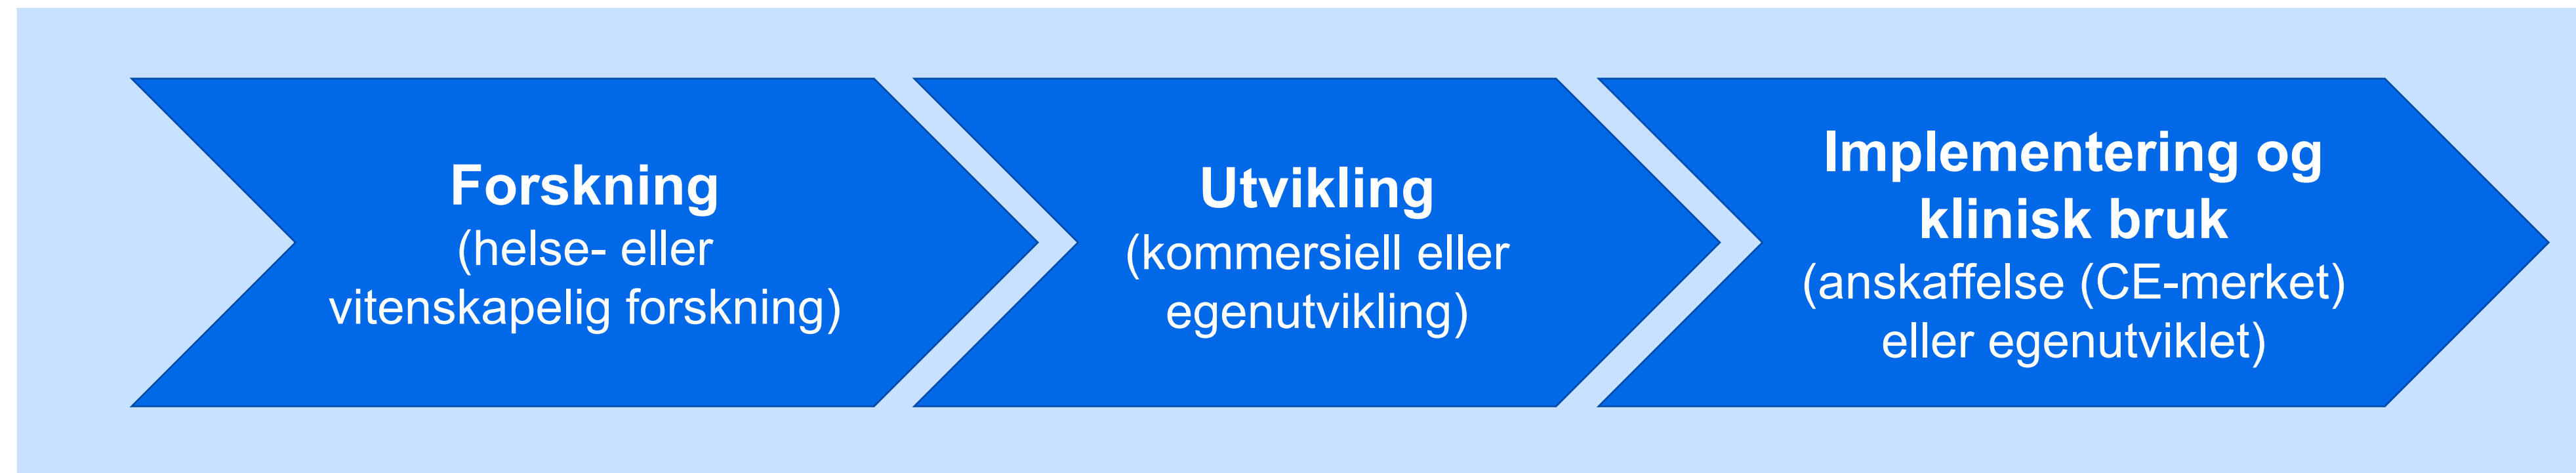 Forskning
(helse- eller
vitenskapelig forskning)
Utvikling
(kommersiell eller
egenutvikling)
Implementering og
klinisk bruk
(anskaffelse (CE-merket)
eller egenutviklet)